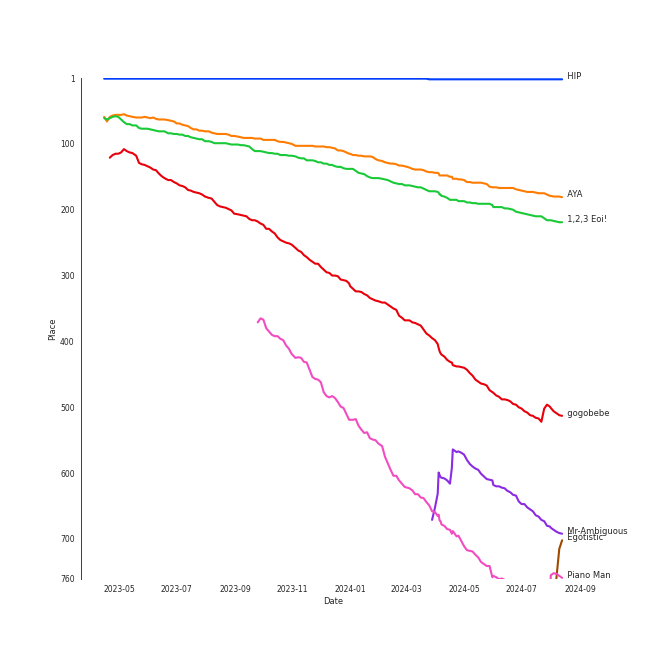 1
100
200
300
400
500
600
700
760
Place
HIP
AYA
1,2,3 Eoi!
gogobebe
Mr-Ambiguous
Egotistic
Piano Man
2023-05
2023-07
2023-09
2023-11
2024-01
2024-03
2024-05
2024-07
2024-09
Date